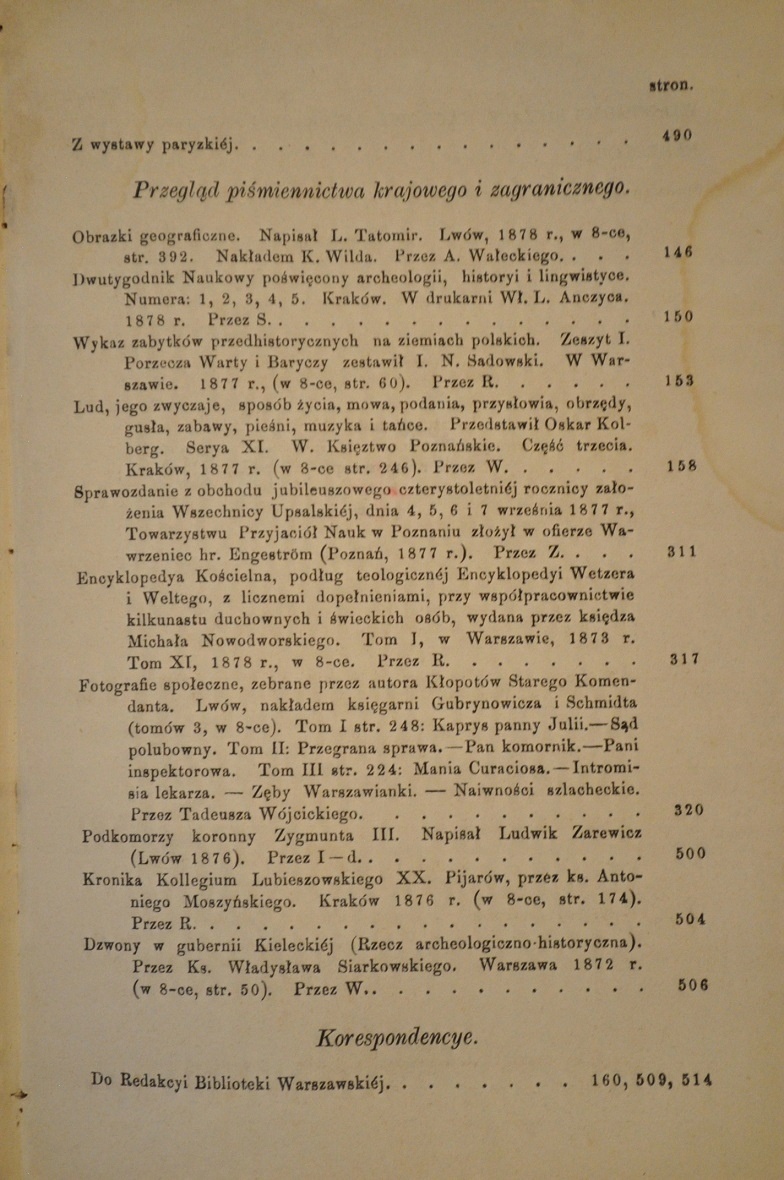 stron.
Z wystawy paryzkiéj. . . . . . . . . . . . . . . . 490
Przegląd piśmiennictwa krajowego i zagranicznego.
Obrazki geograficzne. Napisał L. Tatomir. Lwów, 1878 r., w 8-ce,
str. 392. Nakładem K. Wilda. Przez A. Wałeckiego. . . . 146
Dwutygodnik Naukowy poświęcony archeologii, historyi i lingwistyce.
Numera: 1, 2, 3, 4, 5. Kraków. W drukarni Wł. L. Anczyca.
1878 r. Przez S. . . . . . . . . . . . . . . 150
Wykaz zabytków przedhistorycznych na ziemiach polskich. Zeszyt I.
Porzecza Warty i Baryczy zestawił I. N. Sadowski. W War-
szawie. 1877 r., (w 8-ce, str. 60). Przez R. . . . . . 153
Lud, jego zwyczaje, sposób życia, mowa, podania, przysłowia, obrzędy,
gusła, zabawy, pieśni, muzyka i tańce. Przedstawił Oskar Kol-
berg. Serya XI. W. Księztwo Poznańskie. Część trzecia.
Kraków, 1877 r. (w 8-ce str. 246). Przez W. . . . . . 158
Sprawozdanie z obchodu jubileuszowego czterystoletniéj rocznicy zało-
żenia Wszechnicy Upsalskiéj, dnia 4, 5, 6 i 7 września 1877 r.,
Towarzystwu Przyjaciół Nauk w Poznaniu złożył w ofierze Wa-
wrzeniec hr. Engeström (Poznań, 1877 r.). Przez Z. . . . 311
Encyklopedya Kościelna, podług teologicznéj Encyklopedyi Wetzera
i Weltego, z licznemi dopełnieniami, przy współpracownictwie
kilkunastu duchownych i świeckich osób, wydana przez księdza
Michała Nowodworskiego. Tom I, w Warszawie, 1873 r.
Tom XI, 1878 r., w 8-ce. Przez R. . . . . . . . 317
Fotografie społeczne, zebrane przez autora Kłopotów Starego Komen-
danta. Lwów, nakładem księgarni Gubrynowicza i Schmidta
(tomów 3, w 8-ce). Tom I str. 248: Kaprys panny Julii.—Sąd
polubowny. Tom II: Przegrana sprawa.—Pan komornik.—Pani
inspektorowa. Tom III str. 224: Mania Curaciosa.—Intromi-
sia lekarza. — Zęby Warszawianki. — Naiwności szlacheckie.
Przez Tadeusza Wójcickiego. . . . . . . . . . . 320
Podkomorzy koronny Zygmunta III. Napisał Ludwik Zarewicz
(Lwów 1876). Przez I—d. . . . . . . . . . . . 500
Kronika Kollegium Lubieszowskiego XX. Pijarów, przez ks. Anto-
niego Moszyńskiego. Kraków 1876 r. (w 8-ce, str. 174).
Przez R. . . . . . . . . . . . . . . . . . 504
Dzwony w gubernii Kieleckiéj (Rzecz archeologiczno-historyczna).
Przez Ks. Władysława Siarkowskiego. Warszawa 1872 r.
(w 8-ce, str. 50). Przez W.. . . . . . . . . . . 506
Korespondencye.
Do Redakcyi Biblioteki Warszawskiéj. . . . . . . . 160, 509, 514